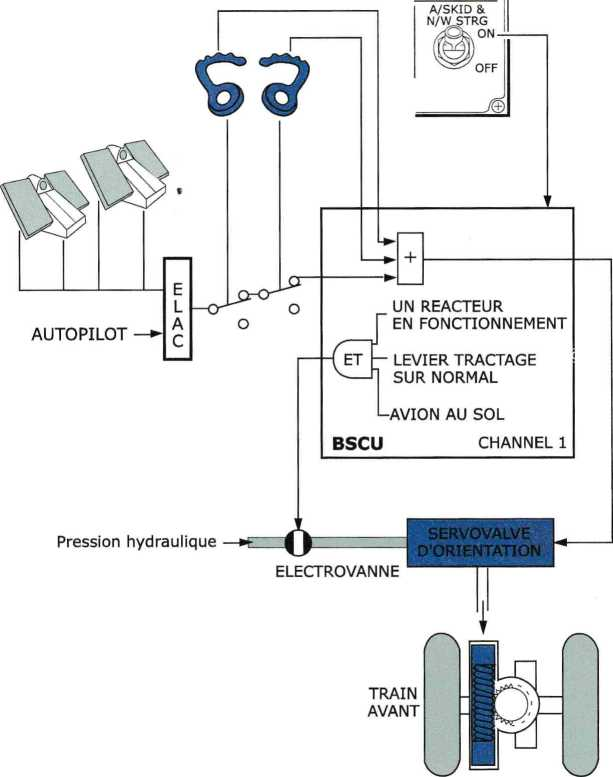 A/SKID &
N/W STRG
ON
OFF
ELAC
AUTOPILOT
+
UN REACTEUR
EN FONCTIONNEMENT
ET
LEVIER TRACTAGE
SUR NORMAL
AVION AU SOL
BSCU
CHANNEL 1
Pression hydraulique
SERVOVALVE
D'ORIENTATION
ELECTROVANNE
TRAIN
AVANT